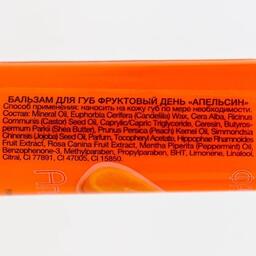 БАЛЬЗАМ ДЛЯ ГУБ ФРУКТОВЫЙ ДЕНЬ «АПЕЛЬСИН»
Способ применения: наносить на кожу губ по мере необходимости.
Состав: Mineral Oil, Euphorbia Cerifera (Candelilla) Wax, Cera Alba, Ricinus
Communis (Castor) Seed Oil, Caprylic/Capric Triglyceride, Ceresin, Butyros-
permum Parkii (Shea Butter), Prunus Persica (Peach) Kernel Oil, Simmondsia
Chinensis (Jojoba) Seed Oil, Parfum, Tocopheryl Acetate, Hippophae Rhamnoides
Fruit Extract, Rosa Canina Fruit Extract, Mentha Piperita (Peppermint) Oil,
Benzophenone-3, Methylparaben, Propylparaben, BHT, Limonene, Linalool,
Citral, CI 77891, CI 47005, CI 15850.